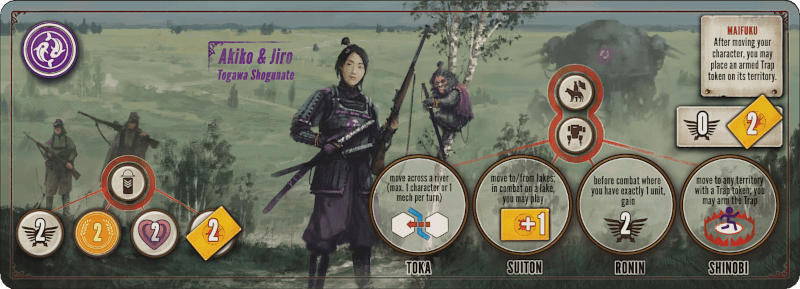 Akiko & Jiro
Togawa Shogunate
MAIFUKU
After moving your
character, you may
place an armed Trap
token on its territory.
0
2
2
2
2
2
move across a river
(max. 1 character or 1
mech per turn)
TOKA
move to/from lakes;
in combat on a lake,
you may play
+1
SUITON
before combat where
you have exactly 1 unit,
gain
2
RONIN
move to any territory
with a Trap token; you
may arm the Trap
SHINOBI